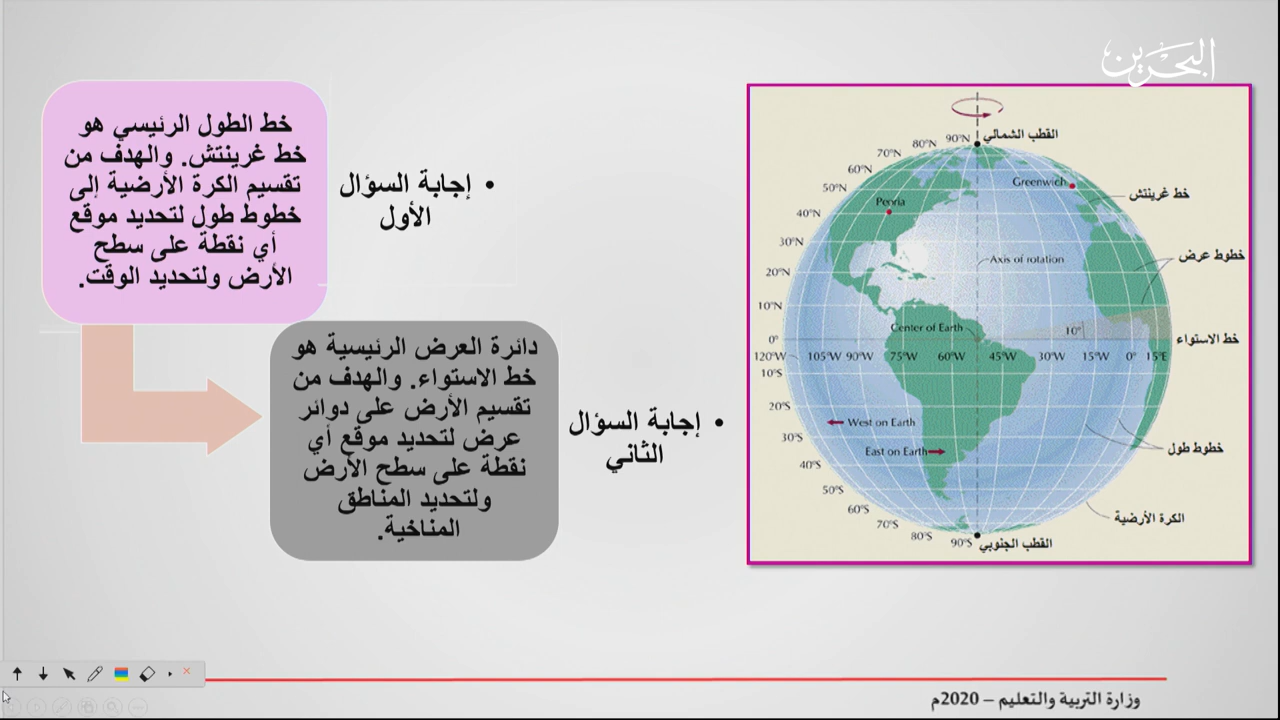 البحرين
خط الطول الرئيسي هو
خط غرينتش. والهدف من
تقسيم الكرة الأرضية إلى
خطوط طول لتحديد موقع
أي نقطة على سطح
الأرض ولتحديد الوقت.
• إجابة السؤال
الأول
دائرة العرض الرئيسية هو
خط الاستواء. والهدف من
تقسيم الأرض على دوائر
عرض لتحديد موقع أي
نقطة على سطح الأرض
ولتحديد المناطق
المناخية.
• إجابة السؤال
الثاني
القطب الشمالي
90°N
80°N
70°N
60°N
50°N
40°N
30°N
20°N
10°N
0°
Greenwich
خط غرينتش
Peoria
خطوط عرض
Axis of rotation
Center of Earth
10°
خط الاستواء
120°W 105°W 90°W 75°W 60°W 45°W 30°W 15°W 0° 15°E
10°S
20°S
30°S
40°S
50°S
60°S
70°S
80°S
90°S
West on Earth
East on Earth
خطوط طول
الكرة الأرضية
القطب الجنوبي
وزارة التربية والتعليم – 2020م